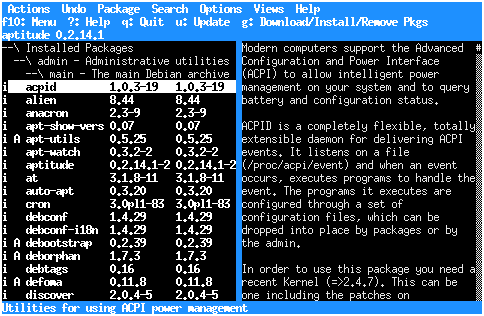 Actions  Undo  Package  Search  Options  Views  Help
f10: Menu  ?: Help  q: Quit  u: Update  g: Download/Install/Remove Pkgs
aptitude 0.2.14.1
--\ Installed Packages
--\ admin - Administrative utilities
--\ main - The main Debian archive
i acpid 1.0.3-19 1.0.3-19
i alien 8.44 8.44
i anacron 2.3-9 2.3-9
i apt-show-vers 0.07 0.07
i A apt-utils 0.5.25 0.5.25
i apt-watch 0.3.2-2 0.3.2-2
i aptitude 0.2.14.1-2 0.2.14.1-2
i at 3.1.8-11 3.1.8-11
i auto-apt 0.3.20 0.3.20
i cron 3.0pl1-83 3.0pl1-83
i debconf 1.4.29 1.4.29
i debconf-i18n 1.4.29 1.4.29
i A debootstrap 0.2.39 0.2.39
i A deborphan 1.7.3 1.7.3
i debtags 0.16 0.16
i A defoma 0.11.8 0.11.8
i discover 2.0.4-5 2.0.4-5
Modern computers support the Advanced #
Configuration and Power Interface
(ACPI) to allow intelligent power
management on your system and to query
battery and configuration status.
ACPID is a completely flexible, totally
extensible daemon for delivering ACPI
events. It listens on a file
(/proc/acpi/event) and when an event
occurs, executes programs to handle the
event. The programs it executes are
configured through a set of
configuration files, which can be
dropped into place by packages or by
the admin.
In order to use this package you need a
recent Kernel (=>2.4.7). This can be
one including the patches on
Utilities for using ACPI power management